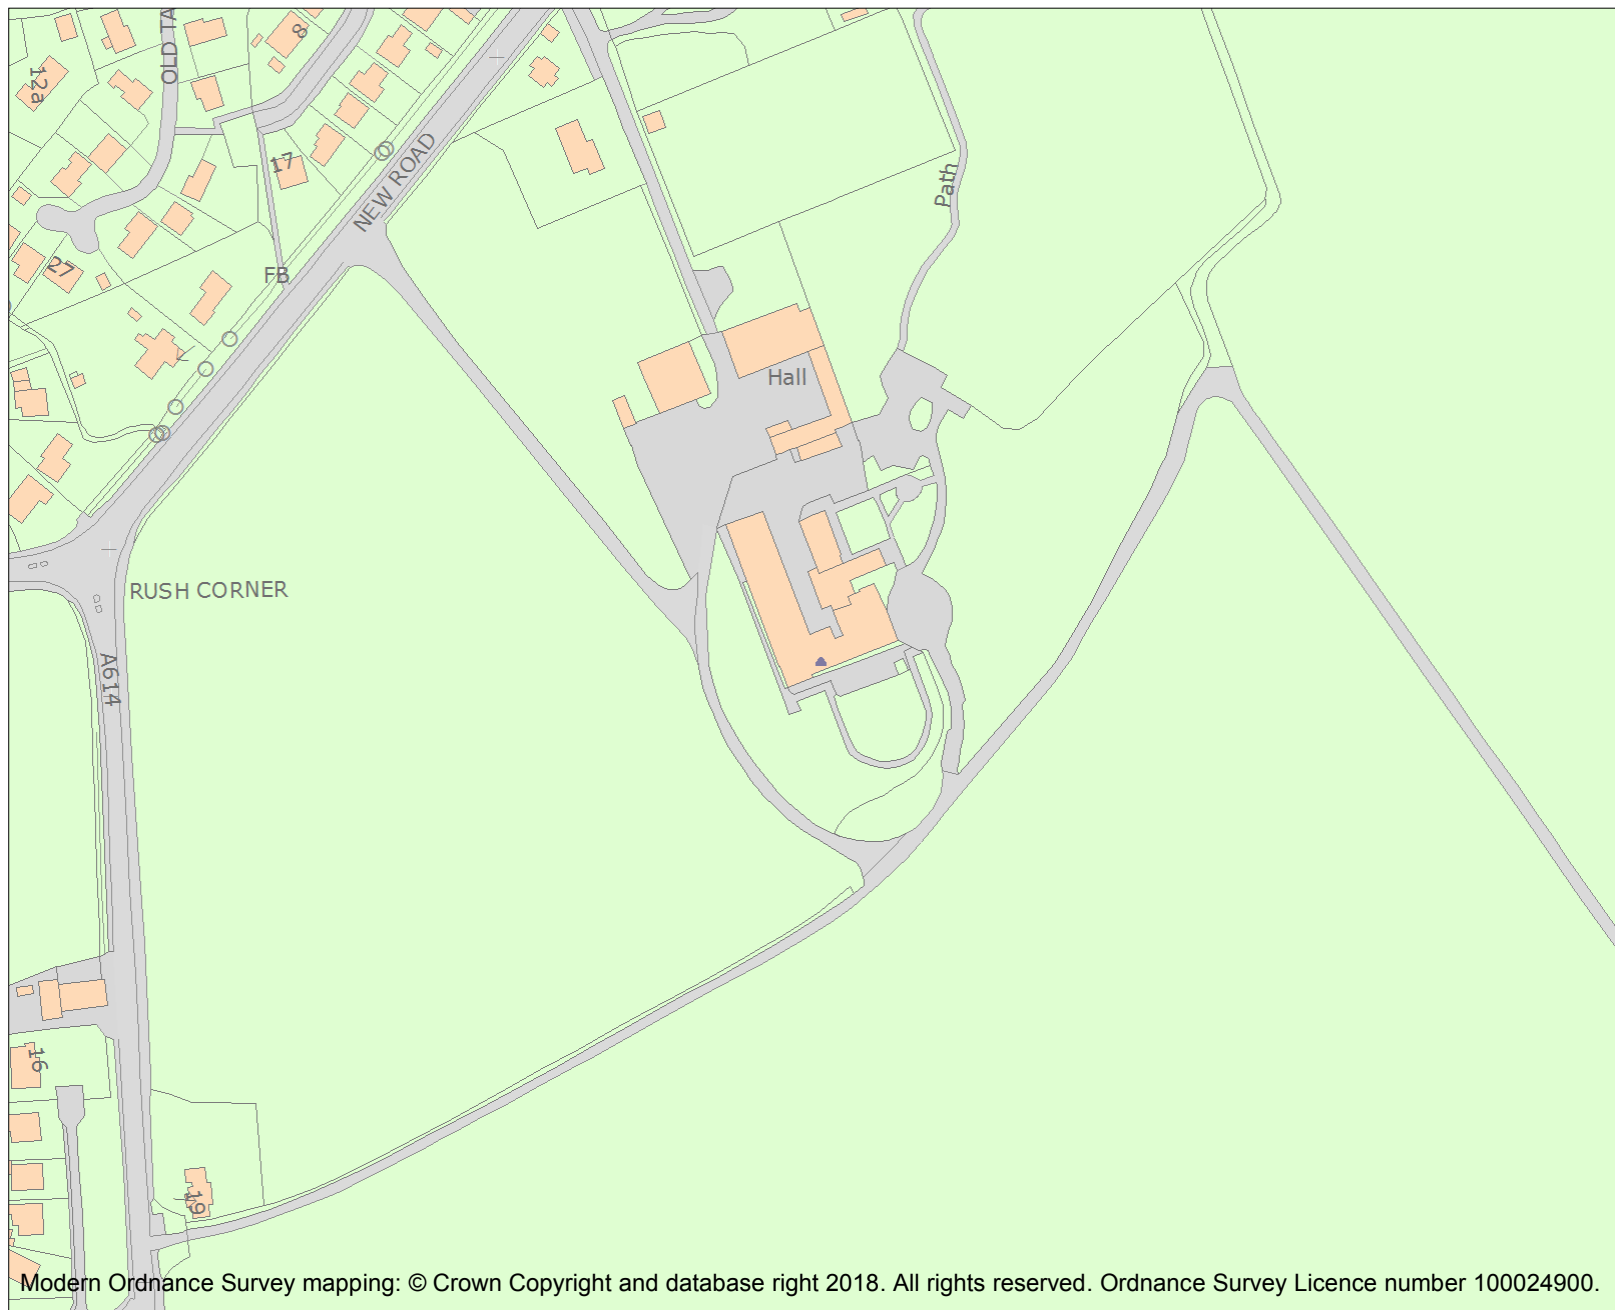 OLD TA
8
12a
17
NEW ROAD
Path
27
FB
7
Hall
RUSH CORNER
A614
16
19
Modern Ordnance Survey mapping: © Crown Copyright and database right 2018. All rights reserved. Ordnance Survey Licence number 100024900.